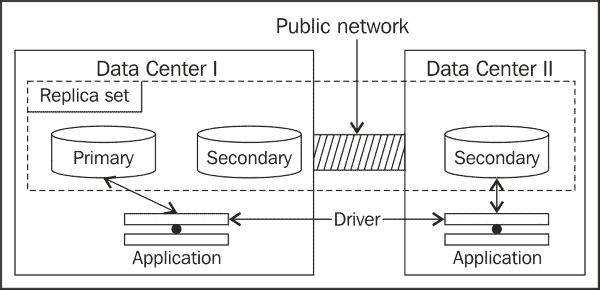 Public network
Data Center I
Data Center II
Replica set
Primary
Secondary
Secondary
Driver
Application
Application